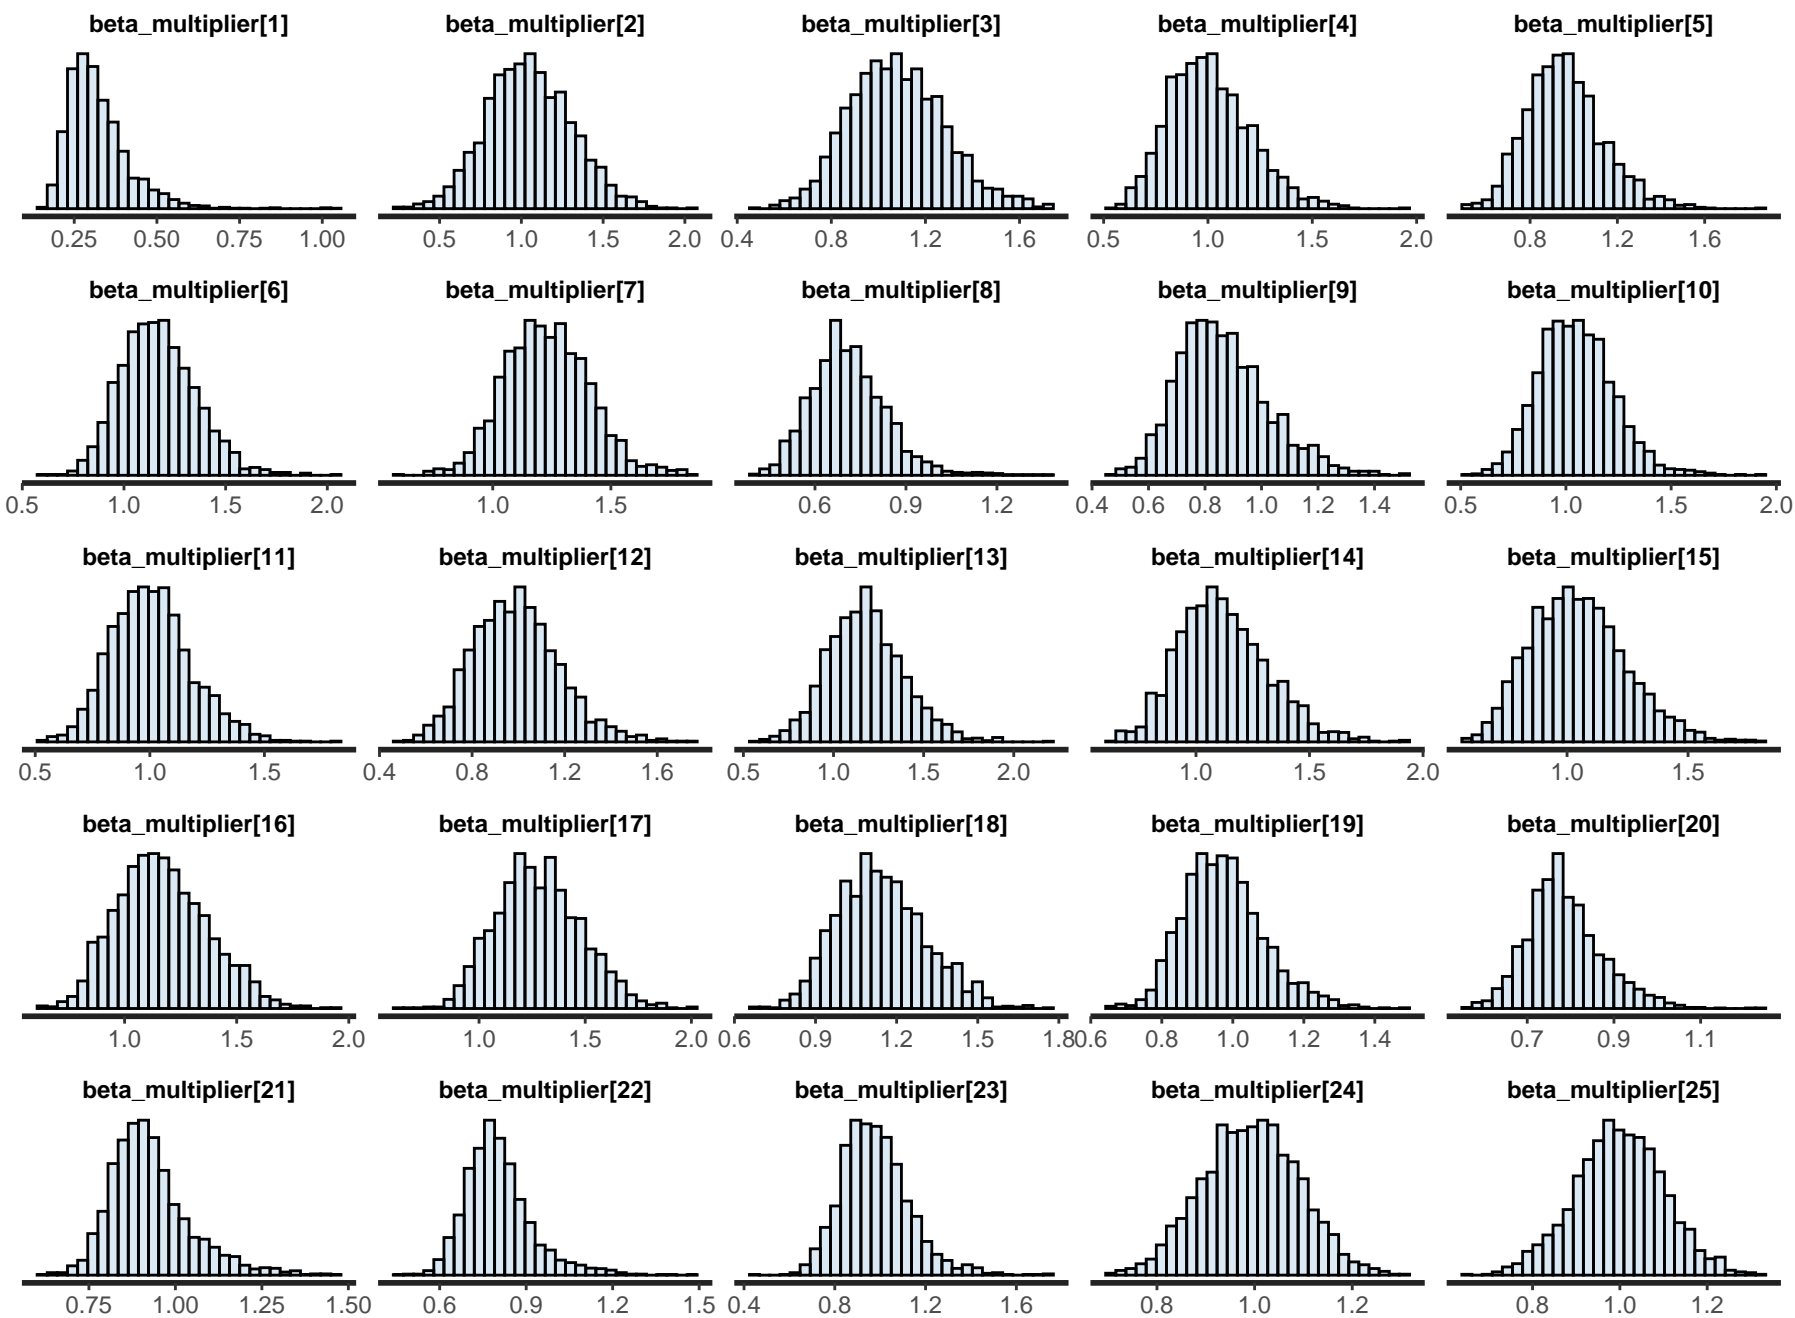 beta_multiplier[1] beta_multiplier[2] beta_multiplier[3] beta_multiplier[4] beta_multiplier[5]
0.25 0.50 0.75 1.00 0.5 1.0 1.5 2.0 0.4 0.8 1.2 1.6 0.5 1.0 1.5 2.0 0.8 1.2 1.6
beta_multiplier[6] beta_multiplier[7] beta_multiplier[8] beta_multiplier[9] beta_multiplier[10]
0.5 1.0 1.5 2.0 1.0 1.5 0.6 0.9 1.2 0.4 0.6 0.8 1.0 1.2 1.4 0.5 1.0 1.5 2.0
beta_multiplier[11] beta_multiplier[12] beta_multiplier[13] beta_multiplier[14] beta_multiplier[15]
0.5 1.0 1.5 0.4 0.8 1.2 1.6 0.5 1.0 1.5 2.0 1.0 1.5 2.0 1.0 1.5
beta_multiplier[16] beta_multiplier[17] beta_multiplier[18] beta_multiplier[19] beta_multiplier[20]
1.0 1.5 2.0 1.0 1.5 2.0 0.6 0.9 1.2 1.5 1.8 0.6 0.8 1.0 1.2 1.4 0.7 0.9 1.1
beta_multiplier[21] beta_multiplier[22] beta_multiplier[23] beta_multiplier[24] beta_multiplier[25]
0.75 1.00 1.25 1.50 0.6 0.9 1.2 1.5 0.4 0.8 1.2 1.6 0.8 1.0 1.2 0.8 1.0 1.2